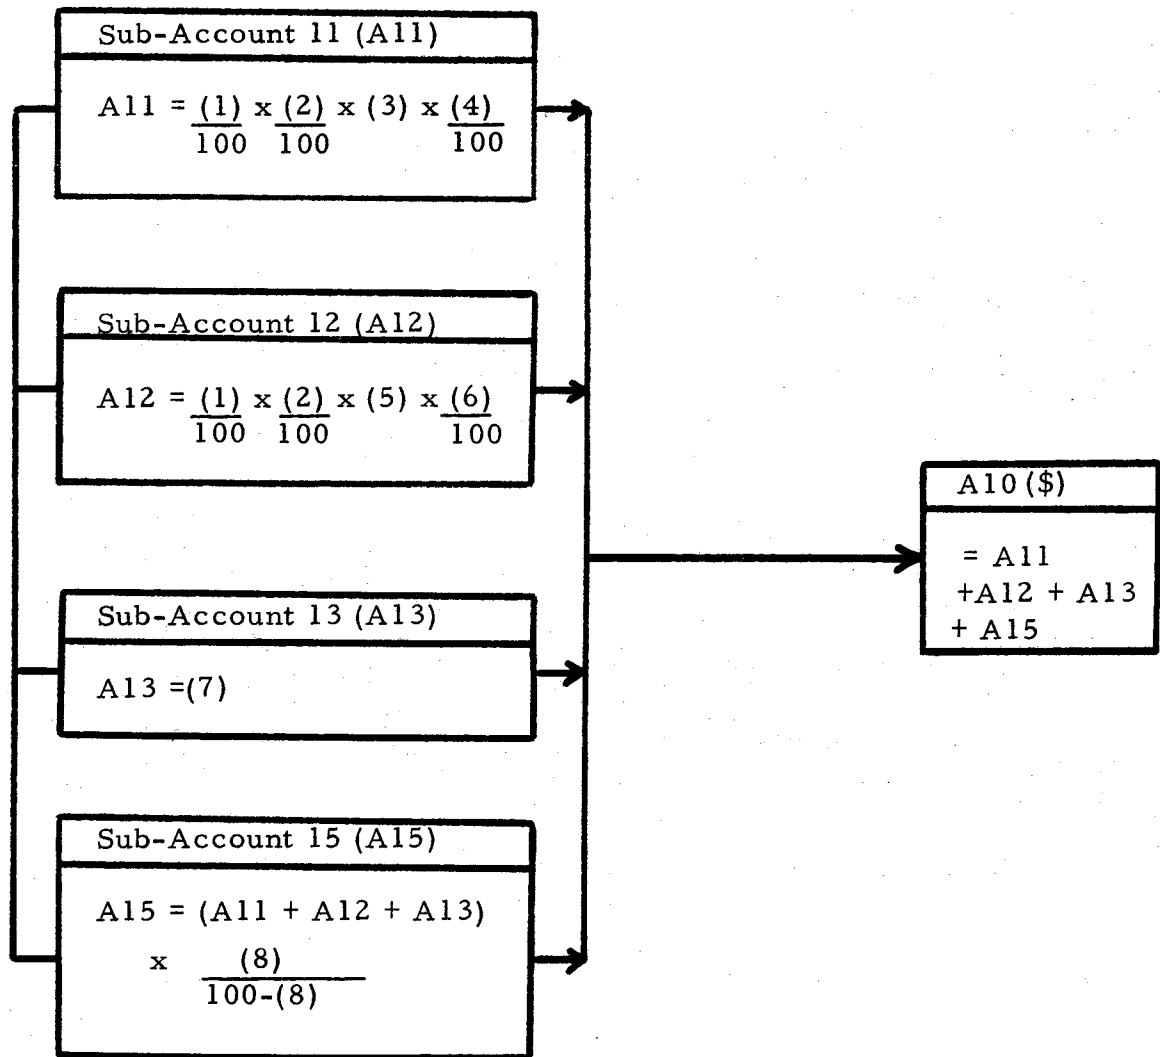 Sub-Account 11 (A11)
A11 = (1) x (2) x (3) x (4)
100 100 100
Sub-Account 12 (A12)
A12 = (1) x (2) x (5) x (6)
100 100 100
Sub-Account 13 (A13)
A13 =(7)
Sub-Account 15 (A15)
A15 = (A11 + A12 + A13)
x (8)
100-(8)
A10 ($)
= A11
+A12 + A13
+ A15